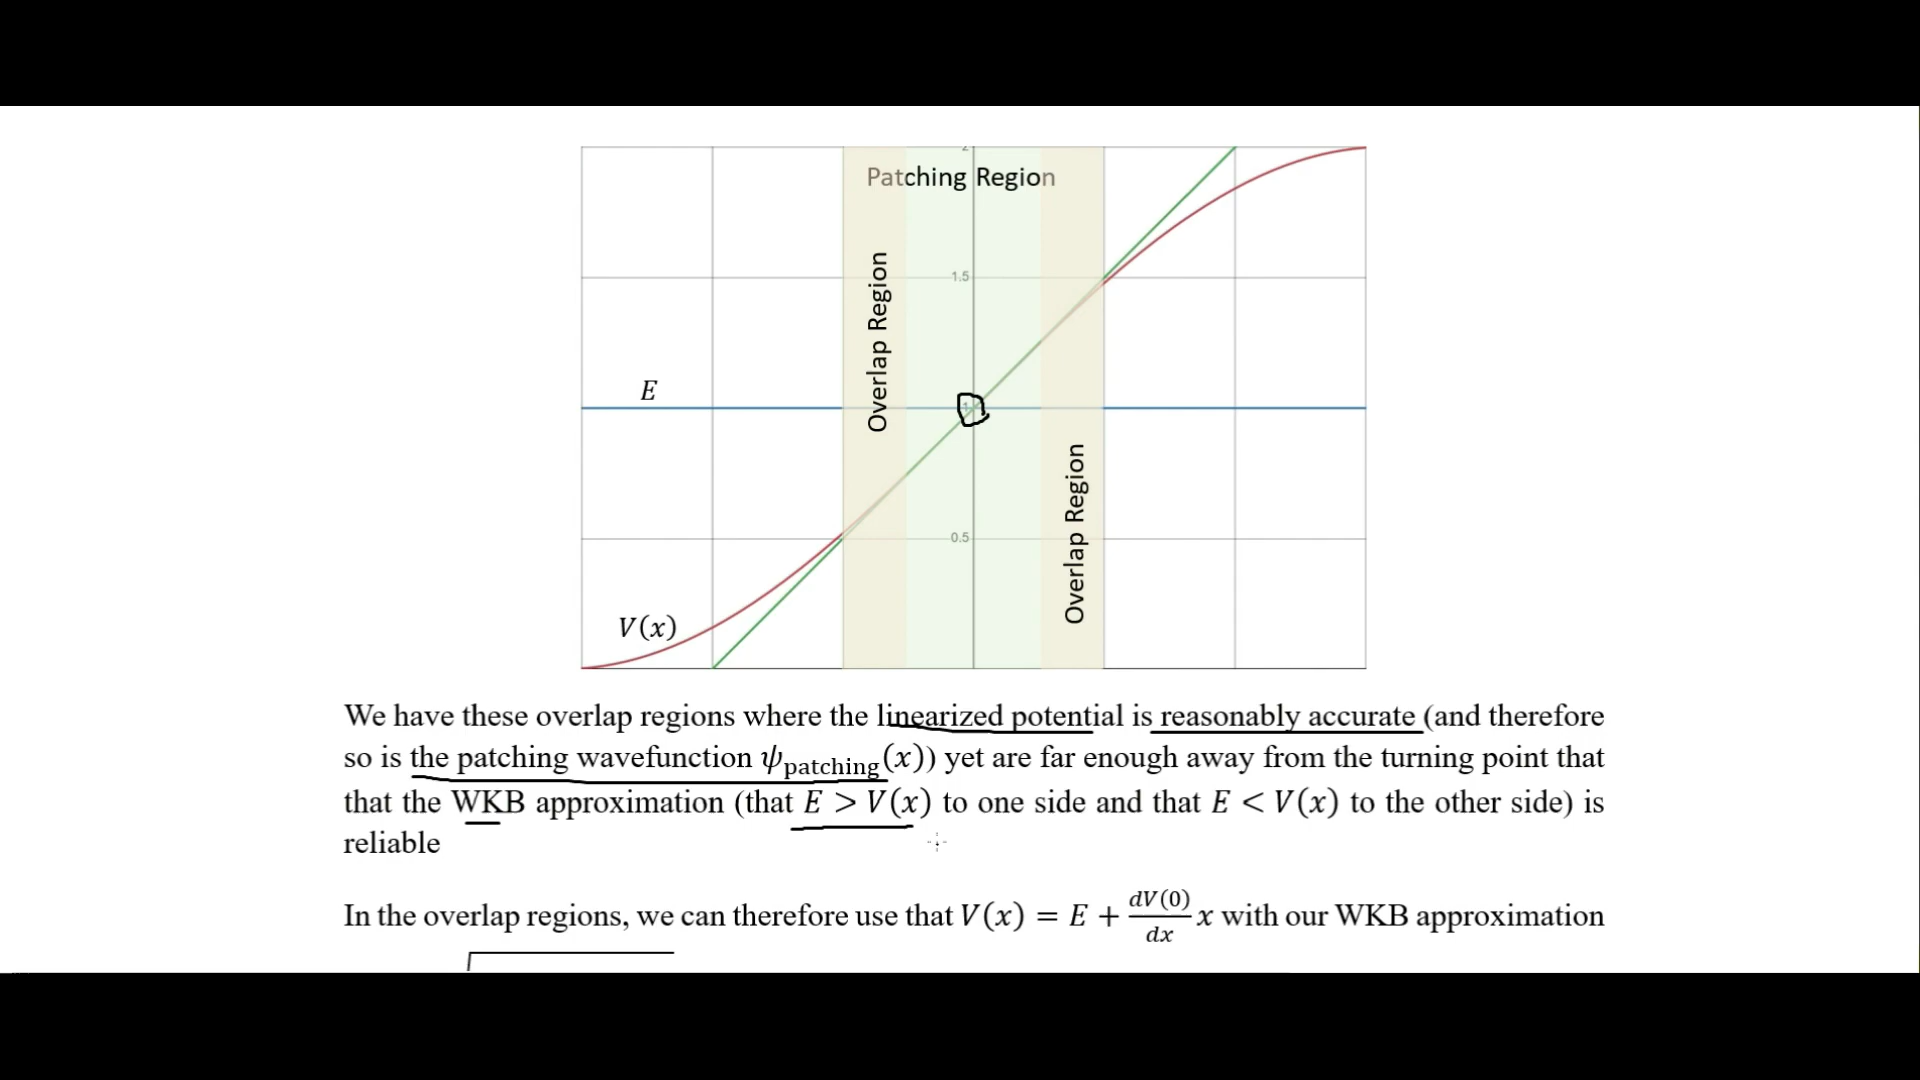 2
Patching Region
Overlap Region
1.5
E
1
Overlap Region
0.5
V(x)
We have these overlap regions where the linearized potential is reasonably accurate (and therefore
so is the patching wavefunction ψ_patching(x)) yet are far enough away from the turning point that
that the WKB approximation (that E > V(x) to one side and that E < V(x) to the other side) is
reliable
In the overlap regions, we can therefore use that V(x) = E + dV(0)/dx x with our WKB approximation